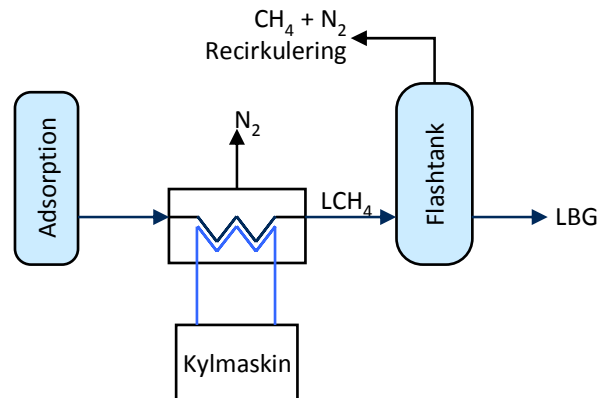 CH₄ + N₂
Recirkulering
Adsorption
N₂
LCH₄
Flashtank
LBG
Kylmaskin